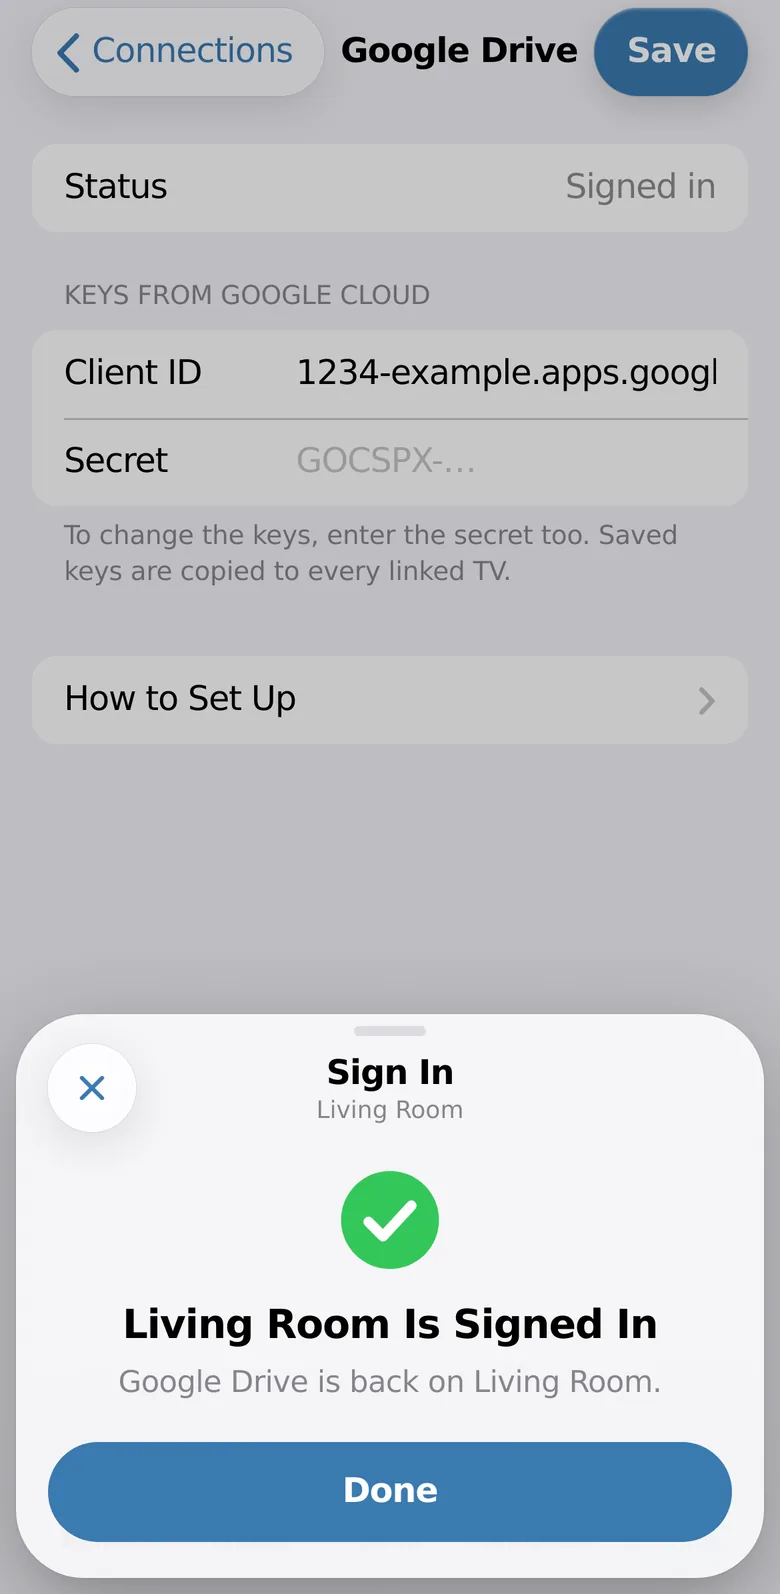 Connections
Google Drive
Save
Status
Signed in
KEYS FROM GOOGLE CLOUD
Client ID
1234-example.apps.googl
Secret
GOCSPX-...
To change the keys, enter the secret too. Saved
keys are copied to every linked TV.
How to Set Up
Sign In
Living Room
Living Room Is Signed In
Google Drive is back on Living Room.
Done